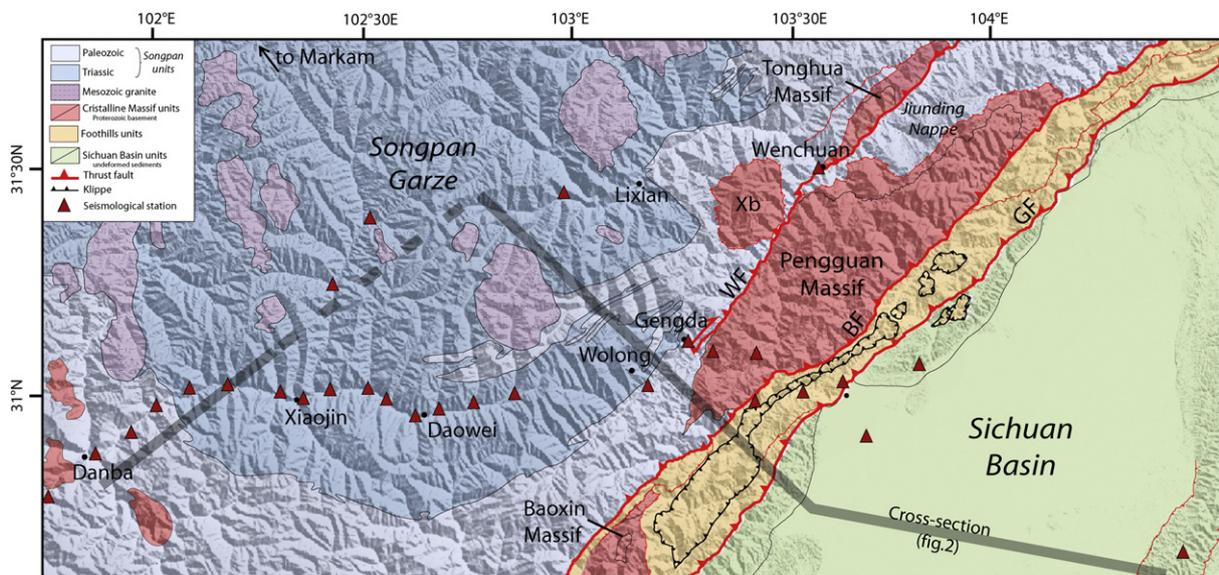 102°E
102°30E
103°E
103°30E
104°E
31°30N
31°N
Paleozoic
Triassic
Songpan
units
Mesozoic granite
Cristalline Massif units
Proterozoic basement
Foothills units
Sichuan Basin units
undeformed sediments
Thrust fault
Klippe
Seismological station
to Markam
Songpan
Garze
Lixian
Tonghua
Massif
Jiunding
Nappe
Wenchuan
Xb
WF
Pengguan
Massif
GF
BF
Gengda
Wolong
Xiaojin
Daowei
Danba
Baoxin
Massif
Sichuan
Basin
Cross-section
(fig.2)